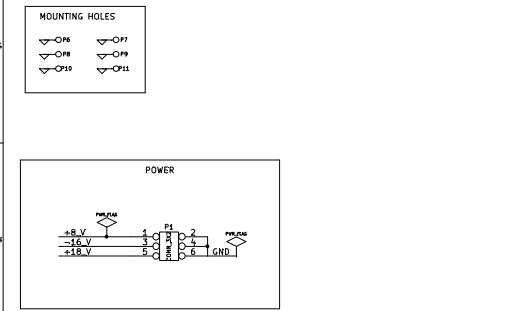 MOUNTING HOLES
P6 P7
P8 P9
P10 P11
POWER
PWR_FLAG
P1
PWR_FLAG
+8_V 1 2
-16_V 3 4
+18_V 5 6 GND
CONN_3X2